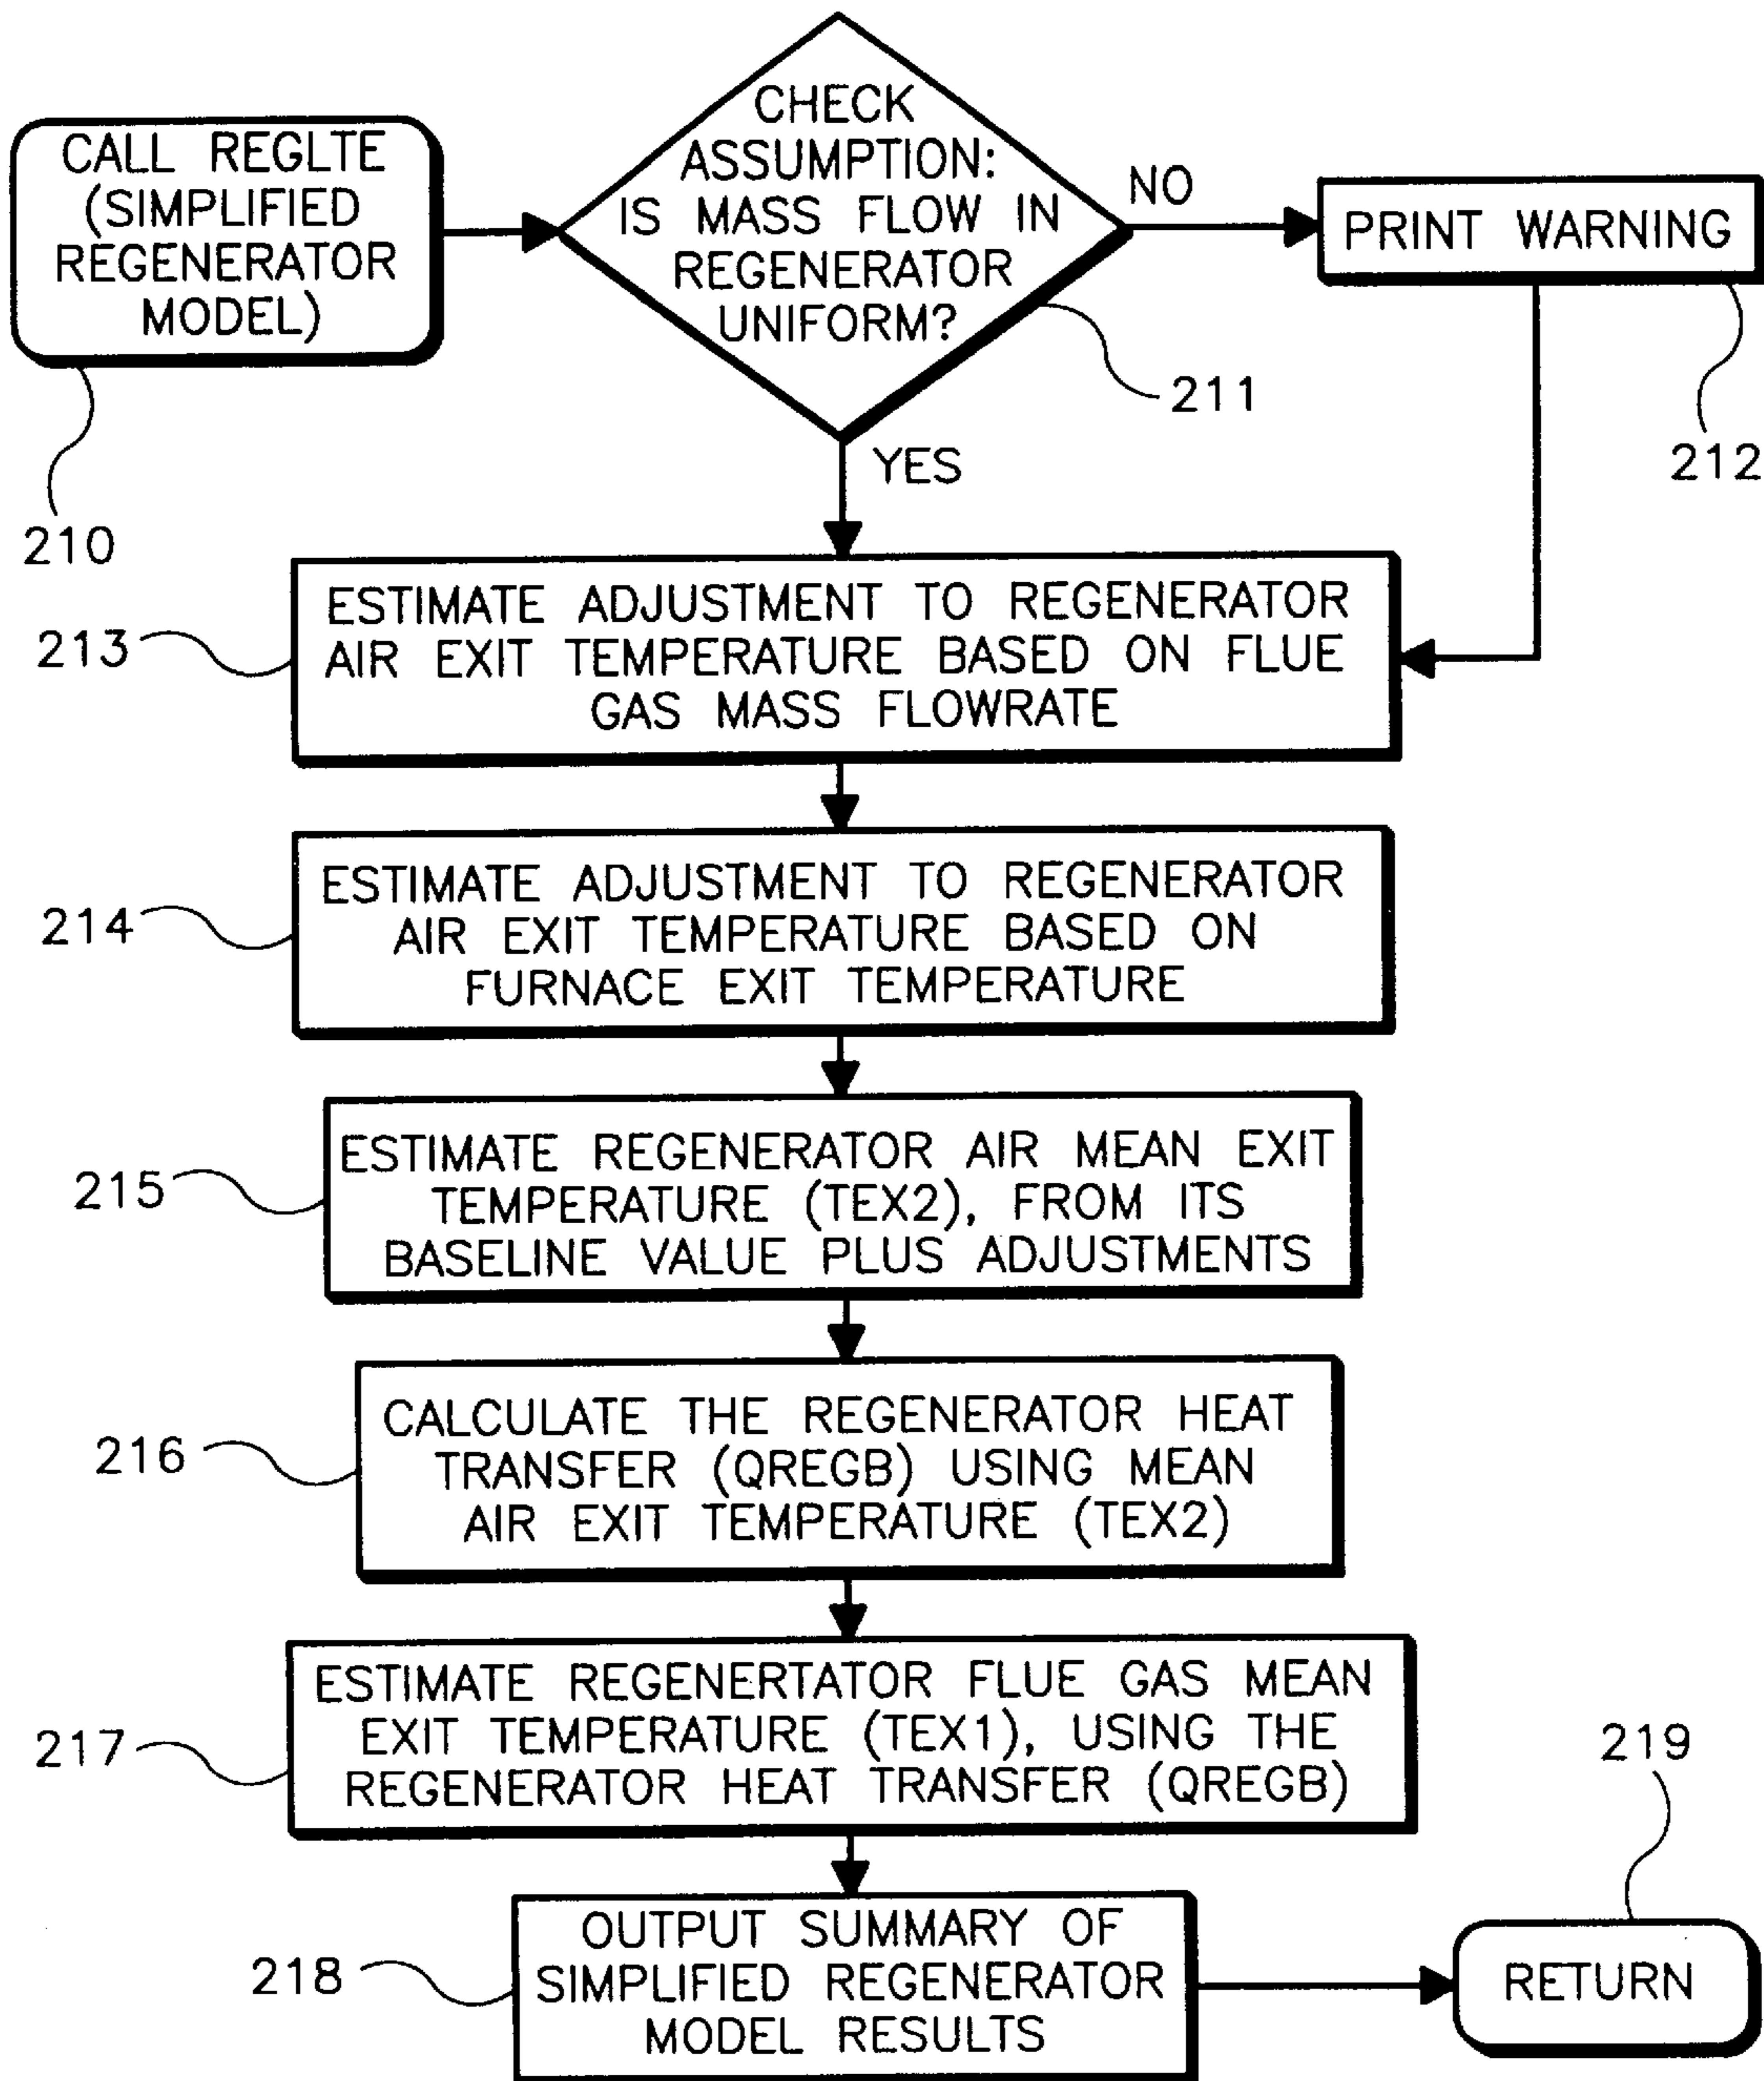 CALL REGLTE
(SIMPLIFIED
REGENERATOR
MODEL)
210
CHECK
ASSUMPTION:
IS MASS FLOW IN
REGENERATOR
UNIFORM?
211
NO
PRINT WARNING
212
YES
ESTIMATE ADJUSTMENT TO REGENERATOR
AIR EXIT TEMPERATURE BASED ON FLUE
GAS MASS FLOWRATE
213
ESTIMATE ADJUSTMENT TO REGENERATOR
AIR EXIT TEMPERATURE BASED ON
FURNACE EXIT TEMPERATURE
214
ESTIMATE REGENERATOR AIR MEAN EXIT
TEMPERATURE (TEX2), FROM ITS
BASELINE VALUE PLUS ADJUSTMENTS
215
CALCULATE THE REGENERATOR HEAT
TRANSFER (QREGB) USING MEAN
AIR EXIT TEMPERATURE (TEX2)
216
ESTIMATE REGENERTATOR FLUE GAS MEAN
EXIT TEMPERATURE (TEX1), USING THE
REGENERATOR HEAT TRANSFER (QREGB)
217
OUTPUT SUMMARY OF
SIMPLIFIED REGENERATOR
MODEL RESULTS
218
RETURN
219